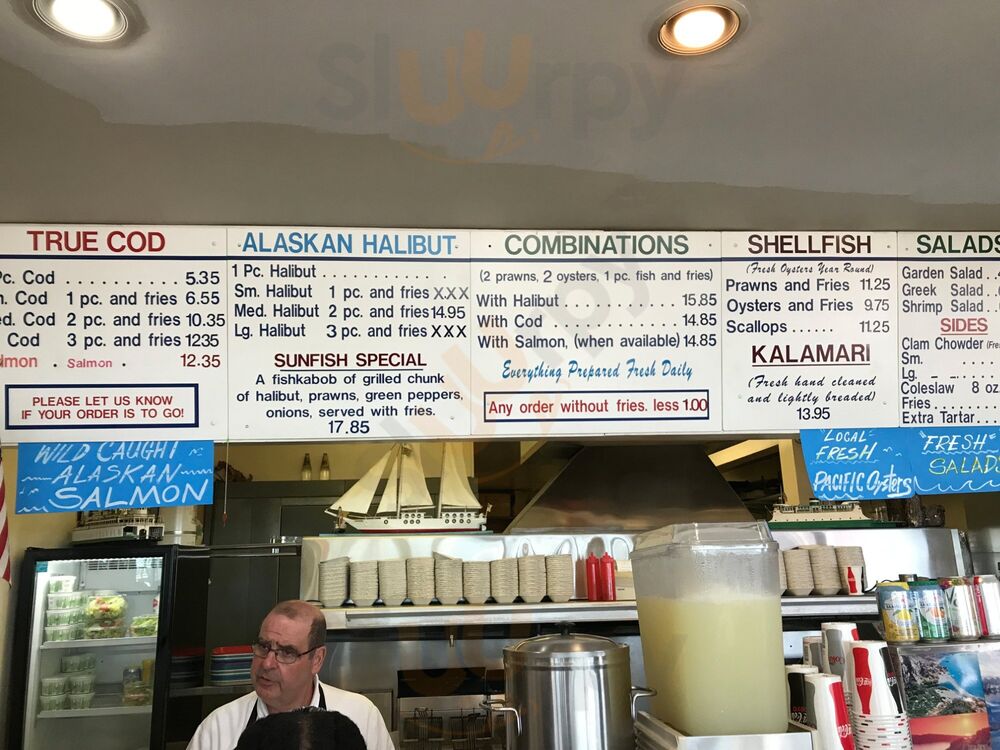 Sluurpy
TRUE COD
Pc. Cod . . . . . . . . . . . 5.35
Cod 1 pc. and fries 6.55
ed. Cod 2 pc. and fries 10.35
Cod 3 pc. and fries 1235
lmon . Salmon . 12.35
PLEASE LET US KNOW
IF YOUR ORDER IS TO GO!
ALASKAN HALIBUT
1 Pc. Halibut . . . . . . . . . .
Sm. Halibut 1 pc. and fries XXX
Med. Halibut 2 pc. and fries 14.95
Lg. Halibut 3 pc. and fries XXX
SUNFISH SPECIAL
A fishkabob of grilled chunk
of halibut, prawns, green peppers,
onions, served with fries.
17.85
COMBINATIONS
(2 prawns, 2 oysters, 1 pc. fish and fries)
With Halibut . . . . . . . . . . . 15.85
With Cod . . . . . . . . . . . . 14.85
With Salmon, (when available) 14.85
Everything Prepared Fresh Daily
Any order without fries. less 1.00
SHELLFISH
(Fresh Oysters Year Round)
Prawns and Fries 11.25
Oysters and Fries 9.75
Scallops . . . . . . 11.25
KALAMARI
(Fresh hand cleaned
and lightly breaded)
13.95
SALADS
Garden Salad
Greek Salad
Shrimp Salad
SIDES
Clam Chowder (Fre
Sm.
Lg.
Coleslaw 8 oz
Fries
Extra Tartar
WILD CAUGHT
ALASKAN
SALMON
LOCAL
FRESH
PACIFIC OYSTERS
"FRESH"
SALADS